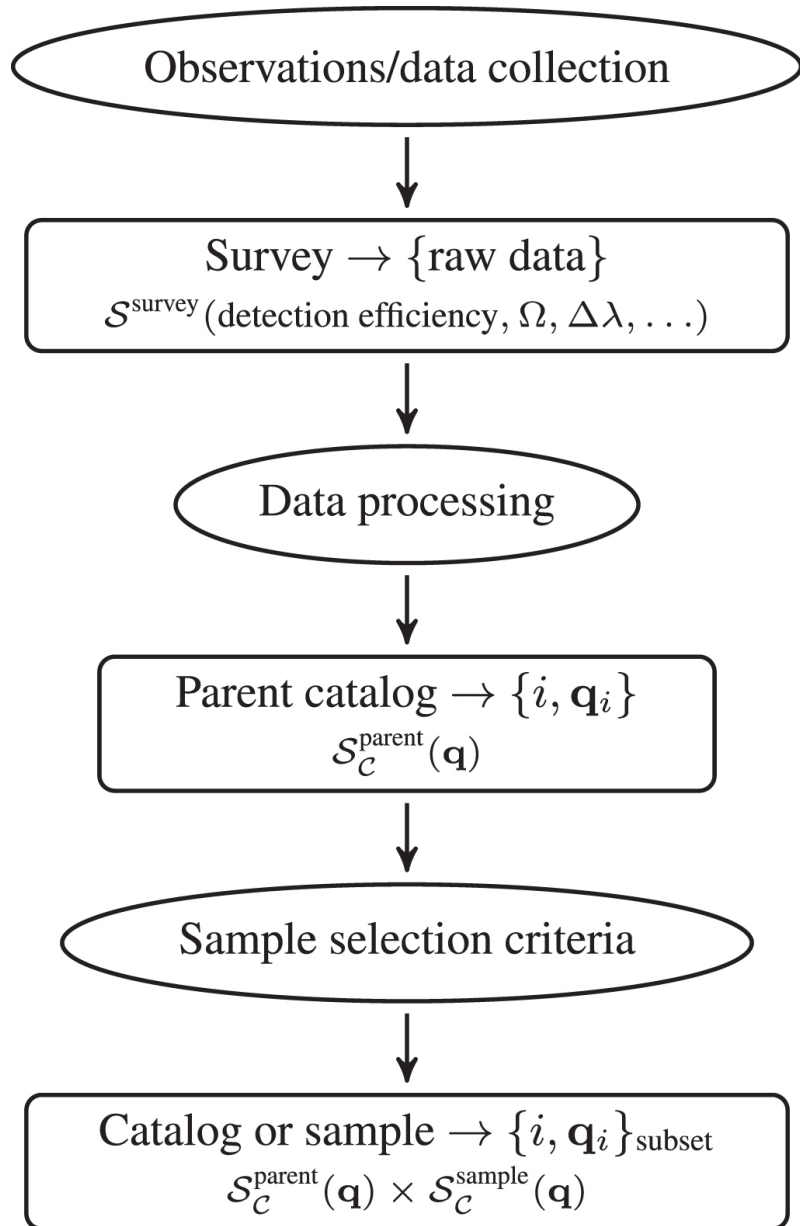 Observations/data collection
Survey → {raw data}
𝒮^survey(detection efficiency, Ω, Δλ, . . .)
Data processing
Parent catalog → {i, 𝐪_i}
𝒮_𝒞^parent(𝐪)
Sample selection criteria
Catalog or sample → {i, 𝐪_i}_subset
𝒮_𝒞^parent(𝐪) × 𝒮_𝒞^sample(𝐪)